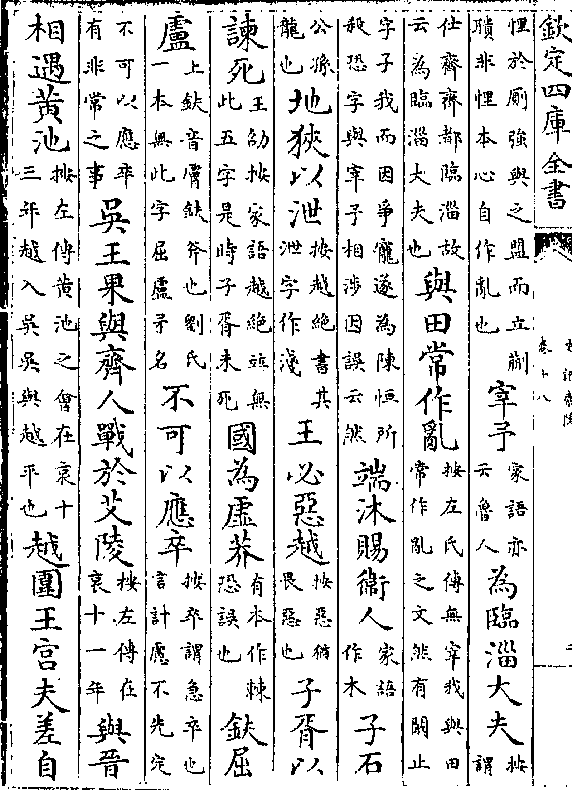 欽定四庫全書
卷十八
悝於厠強與之盟而立蒯聵非悝本心自作亂也宰予家語亦云魯人為臨淄大夫按謂
仕齊齊都臨淄故云為臨淄大夫也與田常作亂按左氏傳無宰我與田常作亂之文然有闞止
字子我而因爭寵遂為陳恒所殺恐字與宰予相涉因誤云然端沐賜衞人家語作木子石
公孫龍也地狹以泄按越絕書其泄字作淺王必惡越按惡猶畏惡也子胥以
諫死王劭按家語越絕並無此五字是時子胥未死國為虛莽有本作棘恐誤也鈇屈
盧上鈇音膚鈇斧也劉氏一本無此字屈盧矛名不可以應卒按卒謂急卒也言計慮不先定
不可以應卒有非常之事吳王果與齊人戰於艾陵按左傳在哀十一年與晉
相遇黃池按左傳黃池之會在哀十三年越入吳吳與越平也越圍王宮夫差自